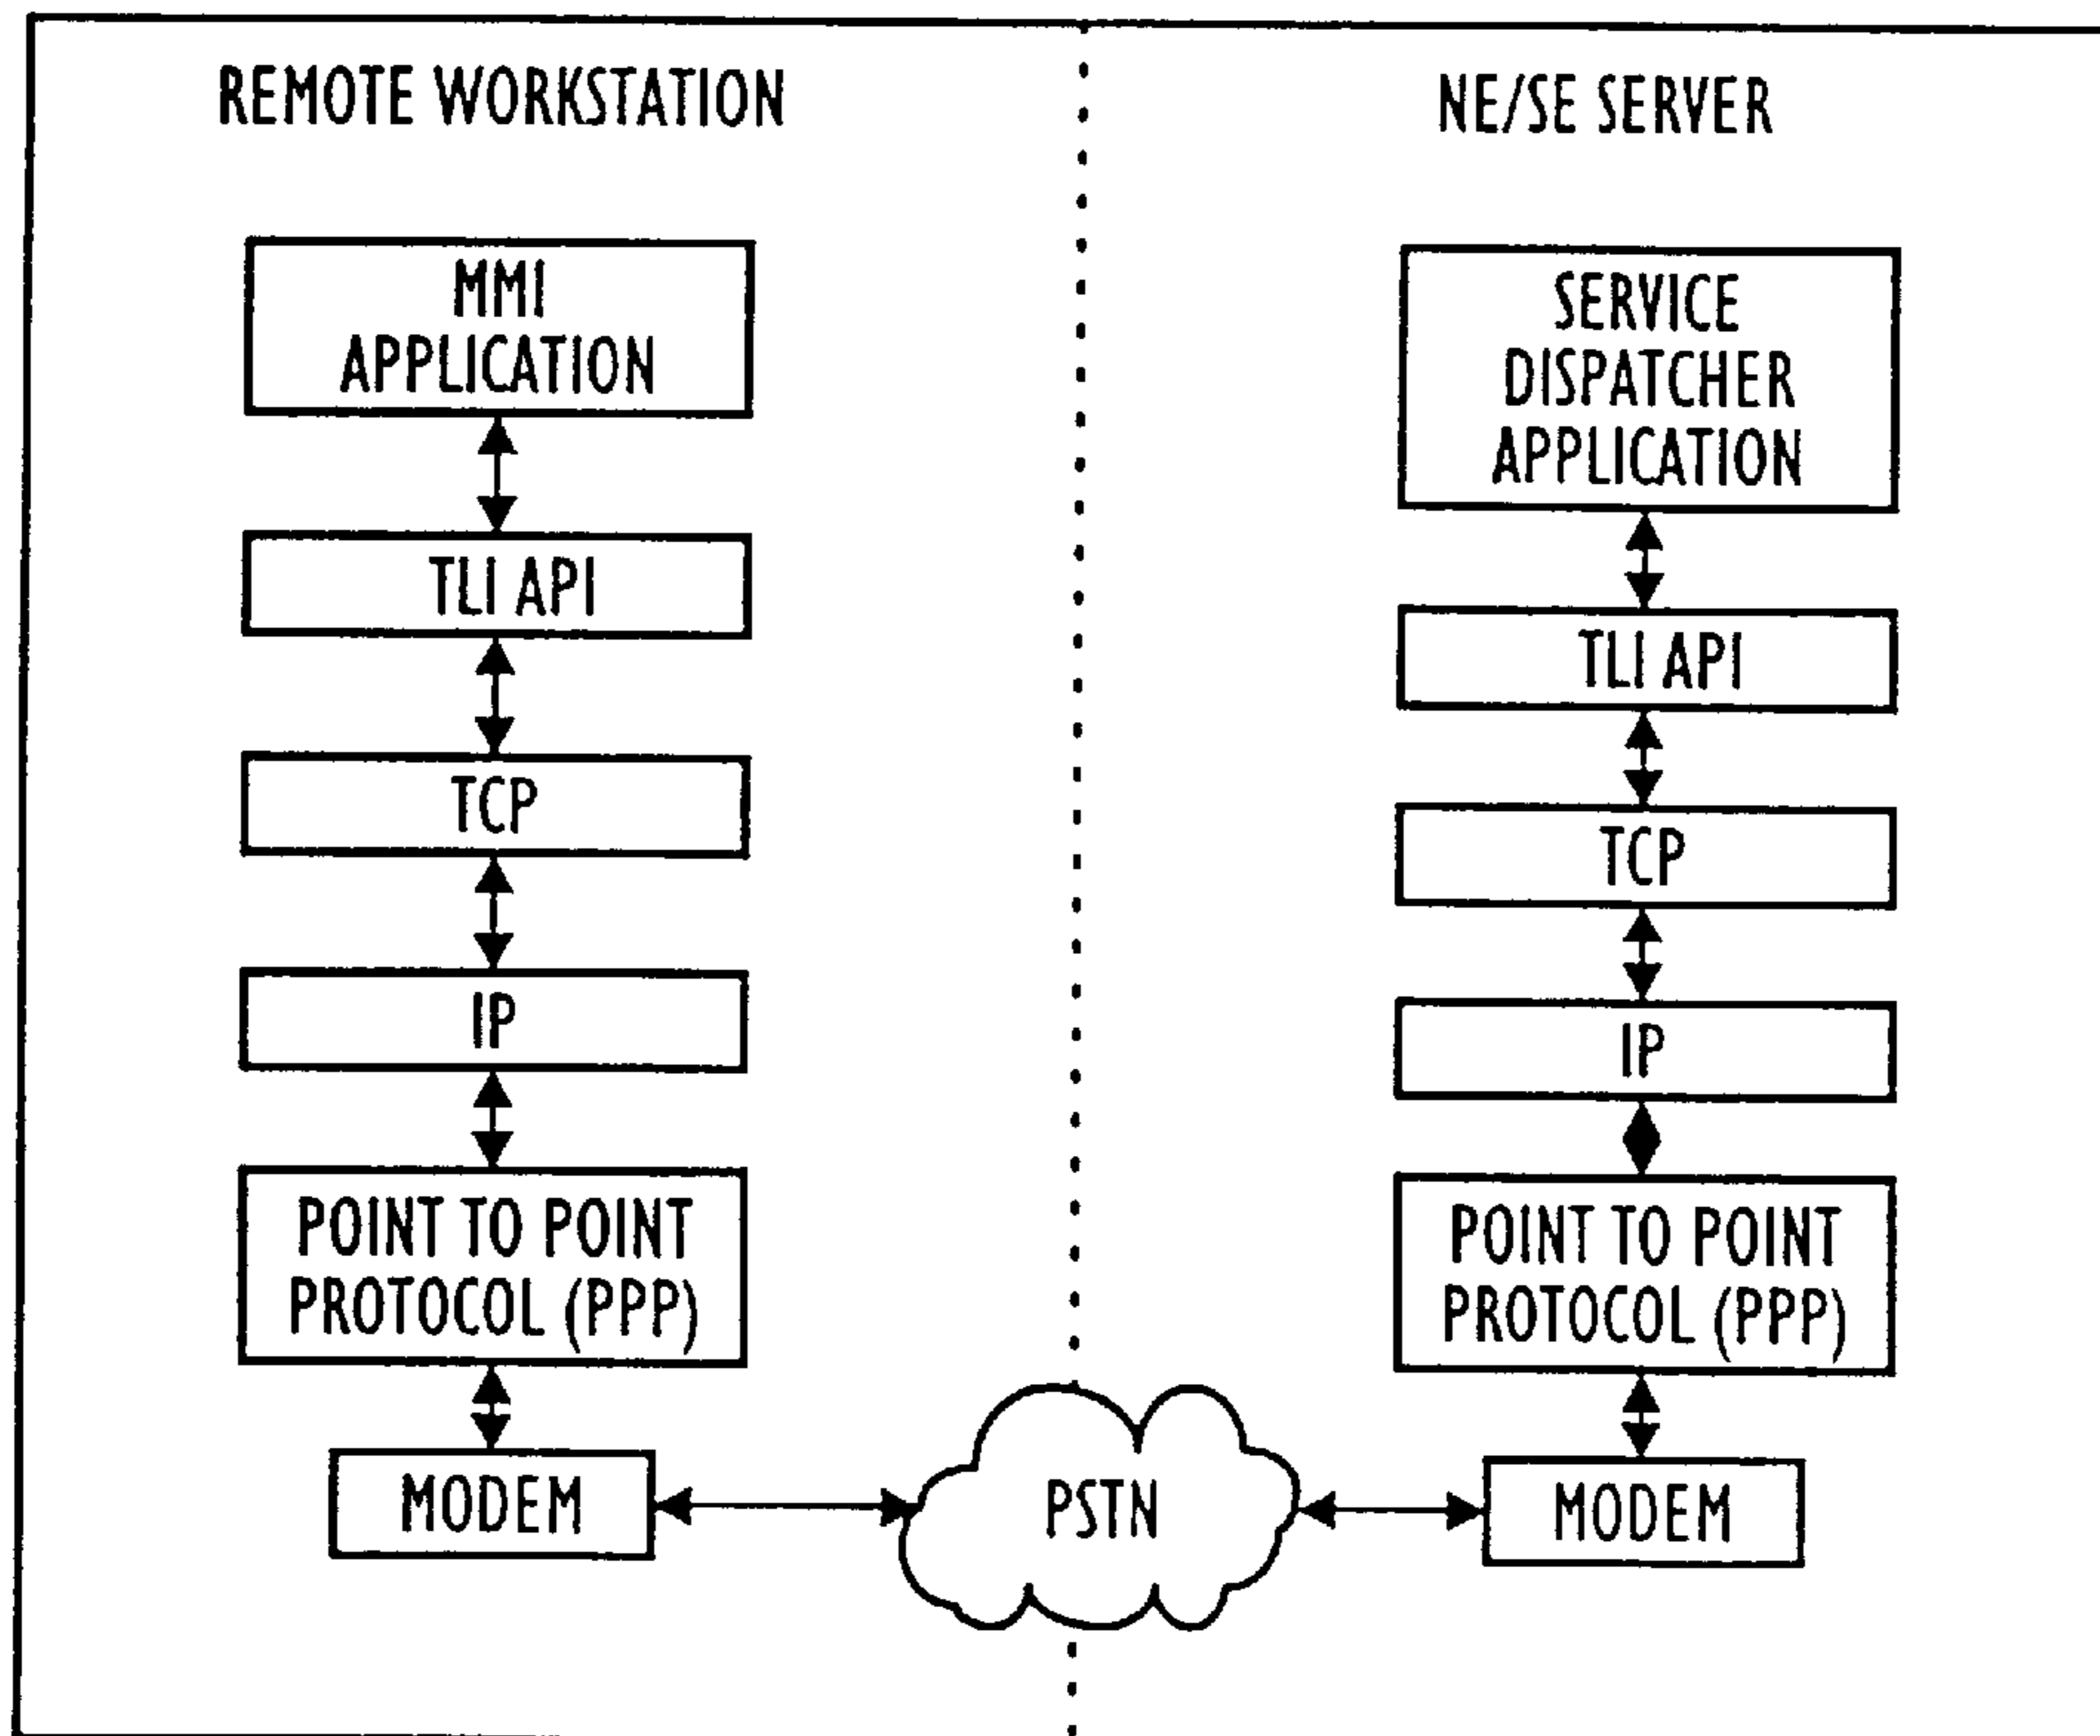 REMOTE WORKSTATION
MMI
APPLICATION
TLI API
TCP
IP
POINT TO POINT
PROTOCOL (PPP)
MODEM
PSTN
NE/SE SERVER
SERVICE
DISPATCHER
APPLICATION
TLI API
TCP
IP
POINT TO POINT
PROTOCOL (PPP)
MODEM